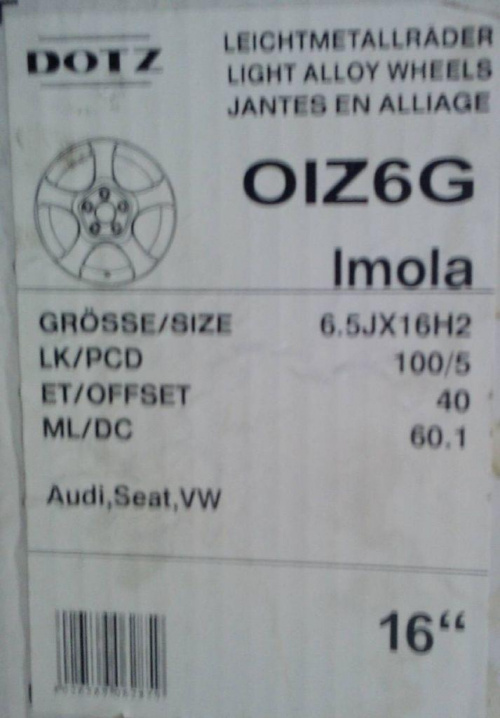 DOTZ
LEICHTMETALLRÄDER
LIGHT ALLOY WHEELS
JANTES EN ALLIAGE
OIZ6G
Imola
GRÖSSE/SIZE 6.5JX16H2
LK/PCD 100/5
ET/OFFSET 40
ML/DC 60.1
Audi,Seat,VW
16“